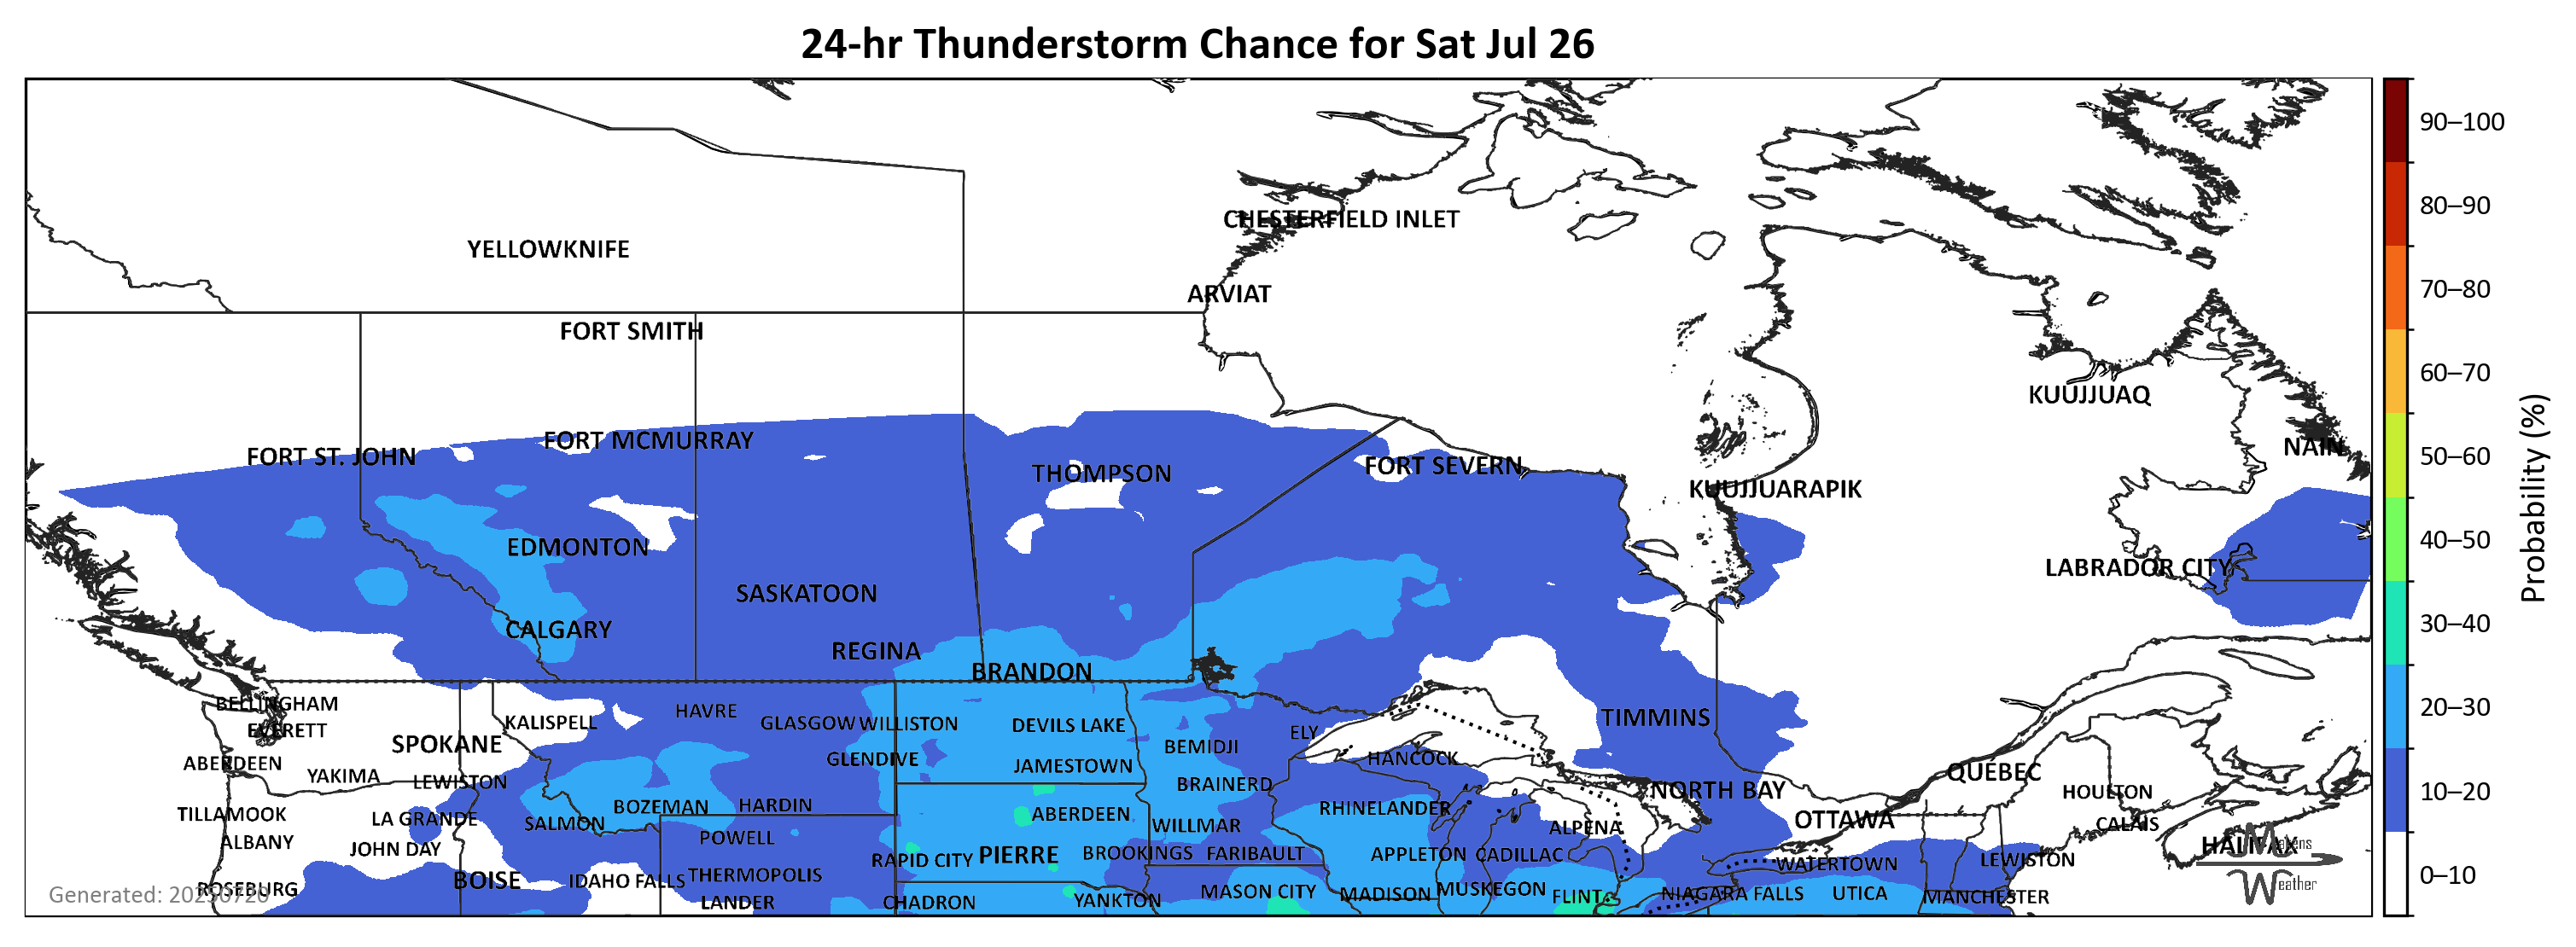 24-hr Thunderstorm Chance for Sat Jul 26
90–100
80–90
CHESTERFIELD INLET
YELLOWKNIFE
70–80
ARVIAT
FORT SMITH
60–70
KUUJJUAQ
FORT MCMURRAY
NAIN
50–60
FORT ST. JOHN
THOMPSON
FORT SEVERN
KUUJJUARAPIK
Probability (%)
EDMONTON
40–50
LABRADOR CITY
SASKATOON
CALGARY
30–40
REGINA
BRANDON
BELLINGHAM
HAVRE
20–30
KALISPELL
GLASGOW
WILLISTON
DEVILS LAKE
TIMMINS
EVERETT
ELY
SPOKANE
BEMIDJI
ABERDEEN
GLENDIVE
JAMESTOWN
HANCOCK
YAKIMA
QUÉBEC
LEWISTON
BRAINERD
NORTH BAY
HOULTON
10–20
BOZEMAN
HARDIN
RHINELANDER
TILLAMOOK
LA GRANDE
SALMON
ABERDEEN
WILLMAR
ALPENA
OTTAWA
CALAIS
ALBANY
POWELL
JOHN DAY
RAPID CITY
PIERRE
BROOKINGS
FARIBAULT
APPLETON
CADILLAC
WATERTOWN
LEWISTON
HALIFAX
Matens
Weather
BOISE
IDAHO FALLS
THERMOPOLIS
0–10
ROSEBURG
Generated: 20250720
MASON CITY
MADISON
MUSKEGON
FLINT
NIAGARA FALLS
UTICA
MANCHESTER
LANDER
CHADRON
YANKTON